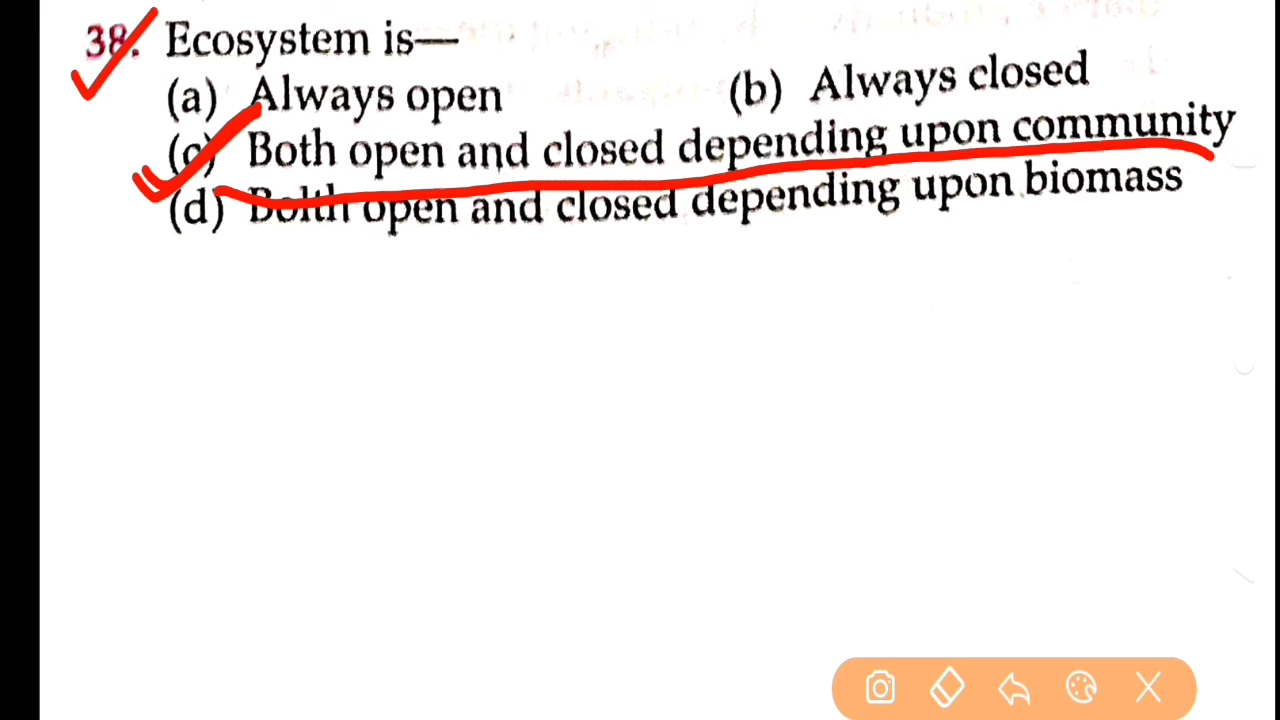 38. Ecosystem is—
(a) Always open (b) Always closed
(c) Both open and closed depending upon community
(d) Bolth open and closed depending upon biomass